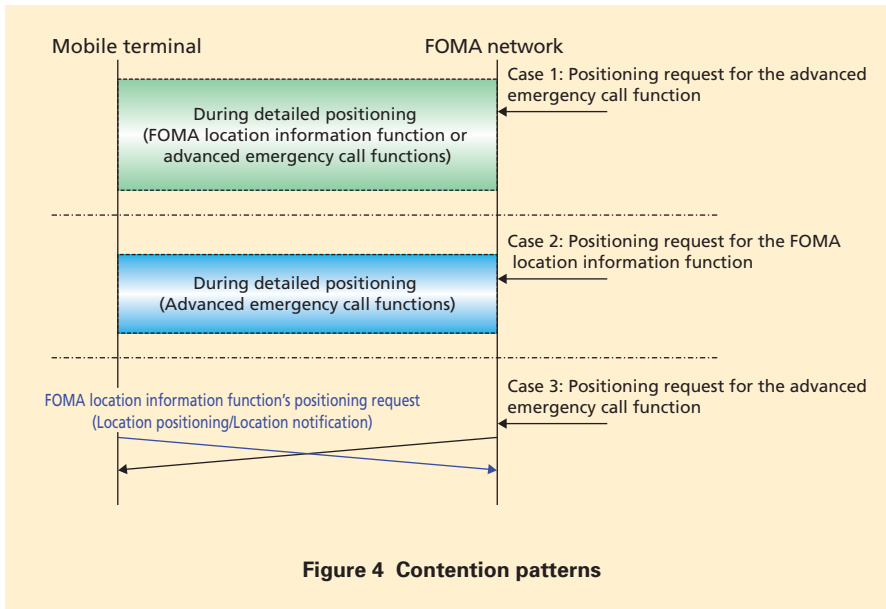 Mobile terminal
FOMA network
Case 1: Positioning request for the advanced
emergency call function
During detailed positioning
(FOMA location information function or
advanced emergency call functions)
Case 2: Positioning request for the FOMA
location information function
During detailed positioning
(Advanced emergency call functions)
Case 3: Positioning request for the advanced
emergency call function
FOMA location information function's positioning request
(Location positioning/Location notification)
Figure 4 Contention patterns